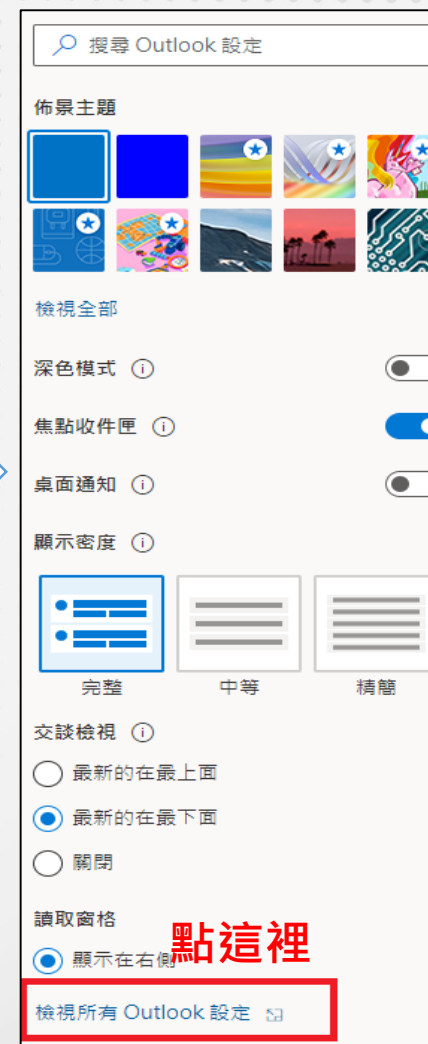 搜尋 Outlook 設定
佈景主題
檢視全部
深色模式
焦點收件匣
桌面通知
顯示密度
完整 中等 精簡
交談檢視
最新的在最上面
最新的在最下面
關閉
讀取窗格
點這裡
顯示在右側
檢視所有 Outlook 設定